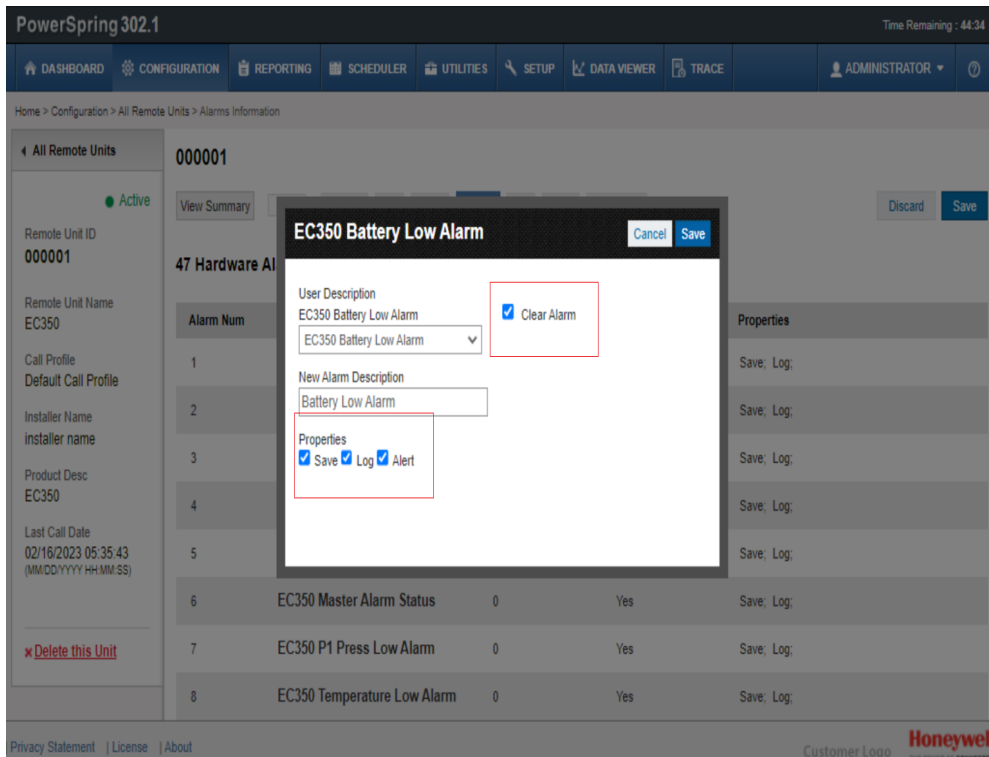 PowerSpring 302.1
Time Remaining : 44:34
DASHBOARD CONFIGURATION REPORTING SCHEDULER UTILITIES SETUP DATA VIEWER TRACE ADMINISTRATOR
Home > Configuration > All Remote Units > Alarms Information
All Remote Units
000001
Active
View Summary
Discard Save
Remote Unit ID
000001
47 Hardware Al
Remote Unit Name
EC350
Call Profile
Default Call Profile
Installer Name
installer name
Product Desc
EC350
Last Call Date
02/16/2023 05:35:43
(MM/DD/YYYY HH:MM:SS)
Delete this Unit
EC350 Battery Low Alarm
Cancel Save
User Description
EC350 Battery Low Alarm
Clear Alarm
EC350 Battery Low Alarm
New Alarm Description
Battery Low Alarm
Properties
Save Log Alert
Alarm Num Properties
1 Save; Log;
2 Save; Log;
3 Save; Log;
4 Save; Log;
5 Save; Log;
6 EC350 Master Alarm Status 0 Yes Save; Log;
7 EC350 P1 Press Low Alarm 0 Yes Save; Log;
8 EC350 Temperature Low Alarm 0 Yes Save; Log;
Privacy Statement | License | About
Customer Logo
Honeywell